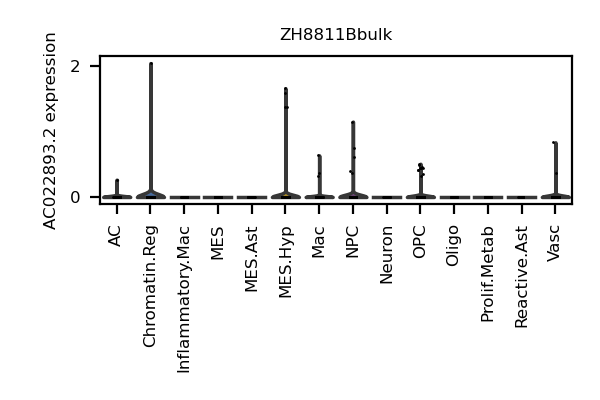 ZH8811Bbulk
AC022893.2 expression
2
0
AC
Chromatin.Reg
Inflammatory.Mac
MES
MES.Ast
MES.Hyp
Mac
NPC
Neuron
OPC
Oligo
Prolif.Metab
Reactive.Ast
Vasc